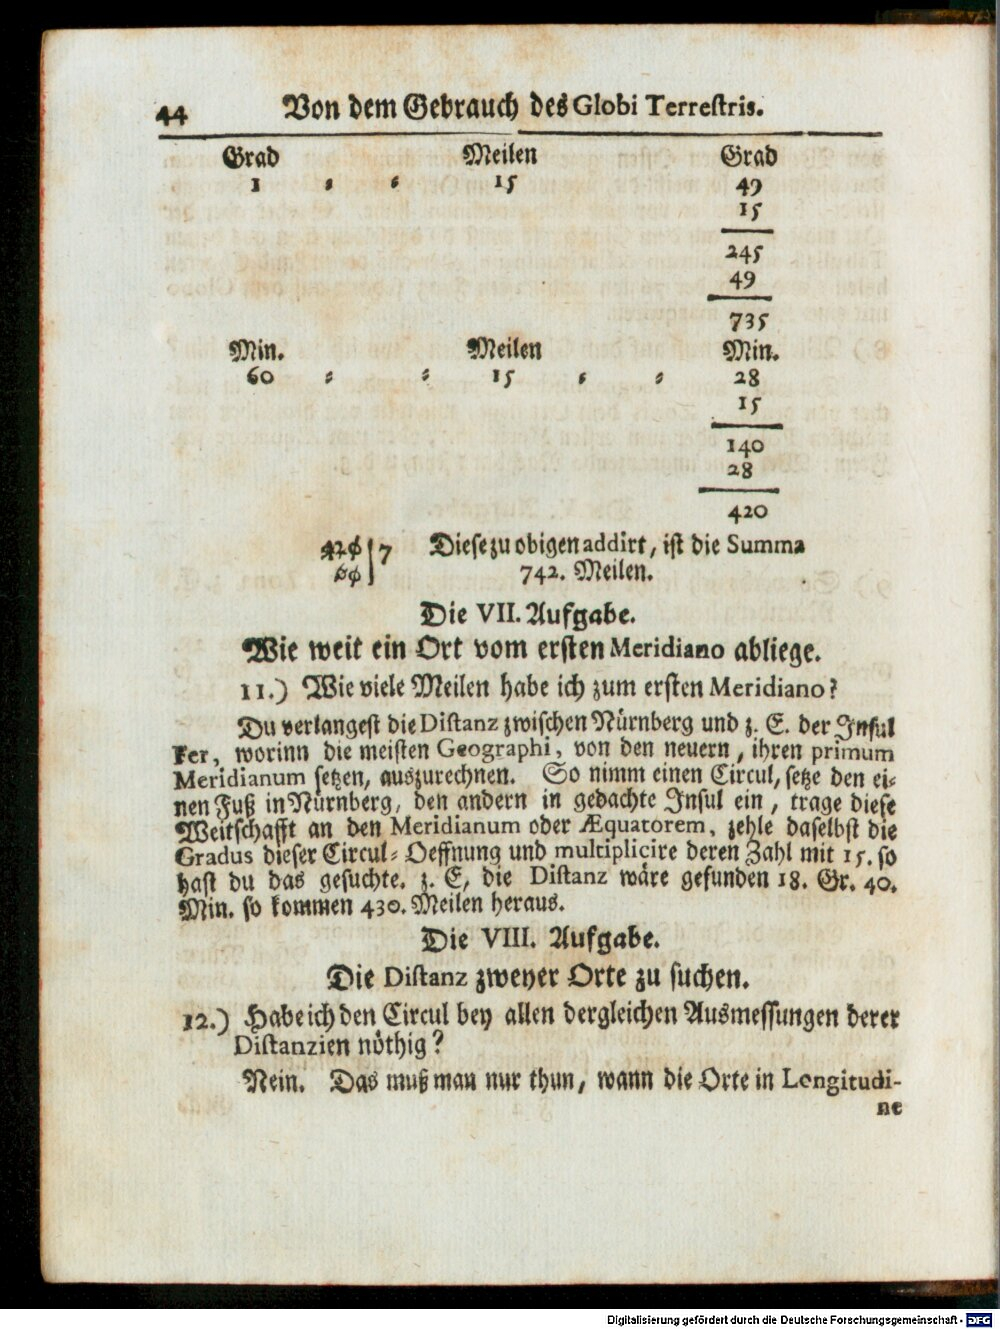 44 Von dem Gebrauch des Globi Terrestris.
Grad Meilen Grad
1 15 49
15
245
49
735
Min. Meilen Min.
60 15 28
15
140
28
420
420 | 7 Diese zu obigen addirt, ist die Summa
60 | 742. Meilen.
Die VII. Aufgabe.
Wie weit ein Ort vom ersten Meridiano abliege.
11.) Wie viele Meilen habe ich zum ersten Meridiano?
Du verlangest die Distanz zwischen Nürnberg und z. E. der Insul
Fer, worinn die meisten Geographi, von den neuern, ihren primum
Meridianum setzen, auszurechnen. So nimm einen Circul, setze den ei-
nen Fuß in Nürnberg, den andern in gedachte Insul ein, trage diese
Weitschafft an den Meridianum oder Æquatorem, zehle daselbst die
Gradus dieser Circul-Oeffnung und multiplicire deren Zahl mit 15. so
hast du das gesuchte. z. E, die Distanz wäre gefunden 18. Gr. 40.
Min. so kommen 430. Meilen heraus.
Die VIII. Aufgabe.
Die Distanz zweyer Orte zu suchen.
12.) Habe ich den Circul bey allen dergleichen Ausmessungen derer
Distanzien nöthig?
Nein. Das muß man nur thun, wann die Orte in Longitudi-
ne
Digitalisierung gefördert durch die Deutsche Forschungsgemeinschaft - DFG